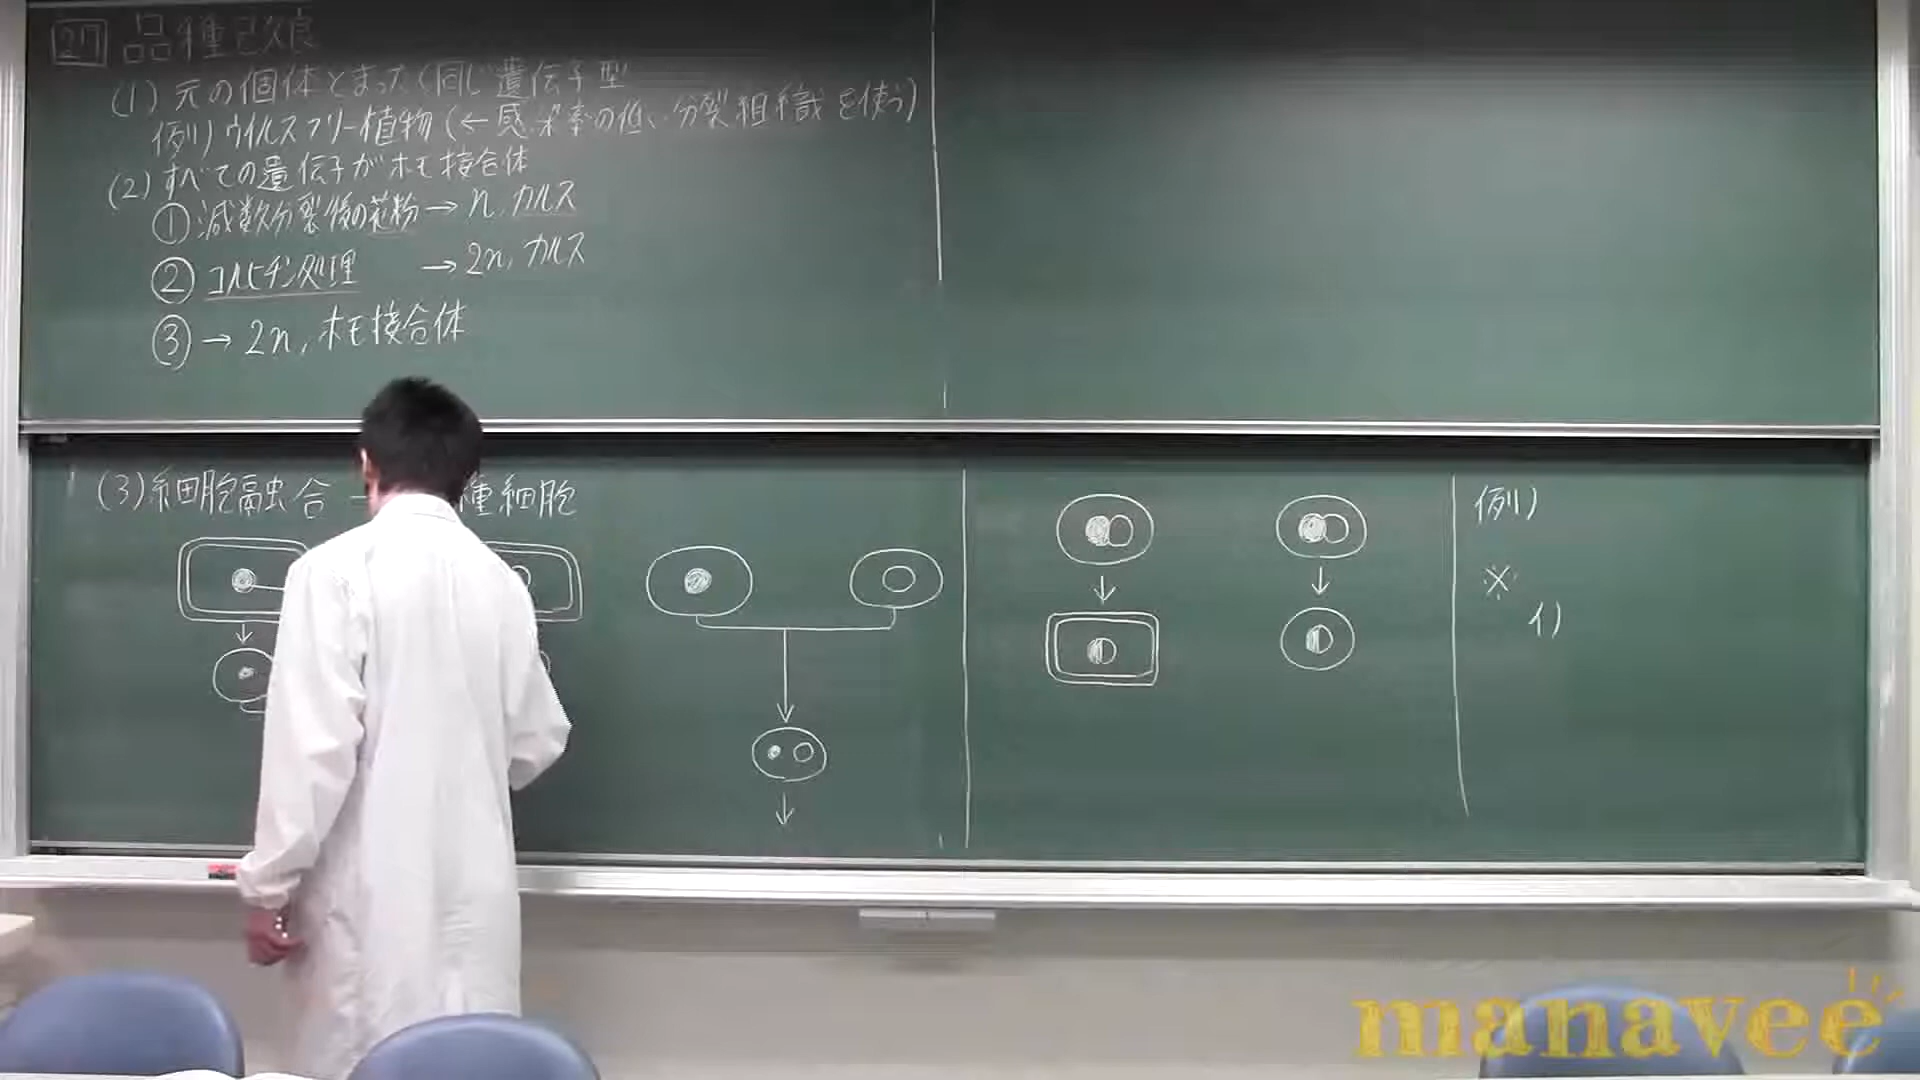 27 品種改良
(1) 元の個体とまったく同じ遺伝子型
例) ウイルスフリー植物 (← 感染率の低い分裂組織を使う)
(2) すべての遺伝子がホモ接合体
① 減数分裂後の花粉 → n, カルス
② コルヒチン処理 → 2n, カルス
③ → 2n, ホモ接合体
(3) 細胞融合 種細胞
例)
※
イ)
manavee